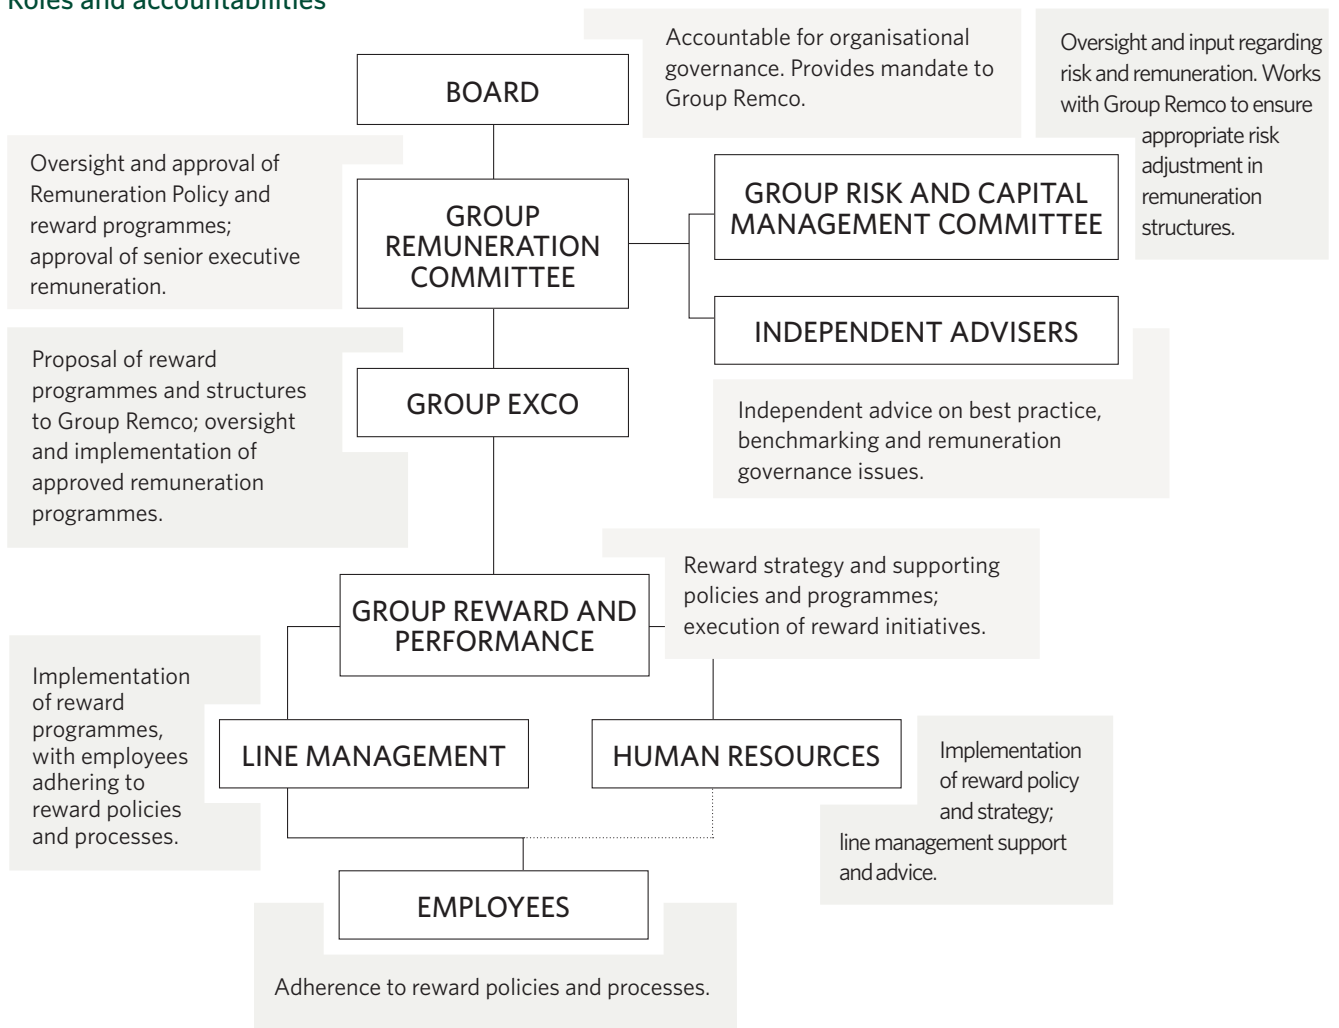 Roles and accountabilities
BOARD
Accountable for organisational
governance. Provides mandate to
Group Remco.
Oversight and input regarding
risk and remuneration. Works
with Group Remco to ensure
appropriate risk
adjustment in
remuneration
structures.
Oversight and approval of
Remuneration Policy and
reward programmes;
approval of senior executive
remuneration.
GROUP
REMUNERATION
COMMITTEE
GROUP RISK AND CAPITAL
MANAGEMENT COMMITTEE
INDEPENDENT ADVISERS
Independent advice on best practice,
benchmarking and remuneration
governance issues.
Proposal of reward
programmes and structures
to Group Remco; oversight
and implementation of
approved remuneration
programmes.
GROUP EXCO
GROUP REWARD AND
PERFORMANCE
Reward strategy and supporting
policies and programmes;
execution of reward initiatives.
Implementation
of reward
programmes,
with employees
adhering to
reward policies
and processes.
LINE MANAGEMENT
HUMAN RESOURCES
Implementation
of reward policy
and strategy;
line management support
and advice.
EMPLOYEES
Adherence to reward policies and processes.